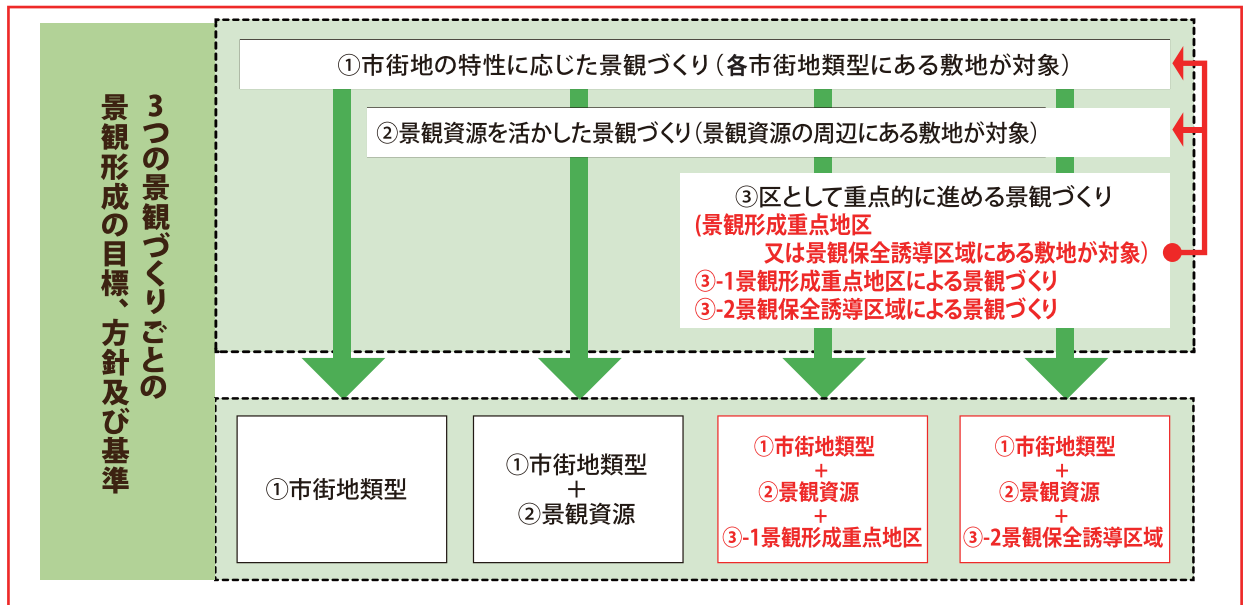 3つの景観づくりごとの
景観形成の目標、方針及び基準
①市街地の特性に応じた景観づくり（各市街地類型にある敷地が対象）
②景観資源を活かした景観づくり（景観資源の周辺にある敷地が対象）
③区として重点的に進める景観づくり
(景観形成重点地区
又は景観保全誘導区域にある敷地が対象）
③-1景観形成重点地区による景観づくり
③-2景観保全誘導区域による景観づくり
①市街地類型
①市街地類型
＋
②景観資源
①市街地類型
＋
②景観資源
＋
③-1景観形成重点地区
①市街地類型
＋
②景観資源
＋
③-2景観保全誘導区域